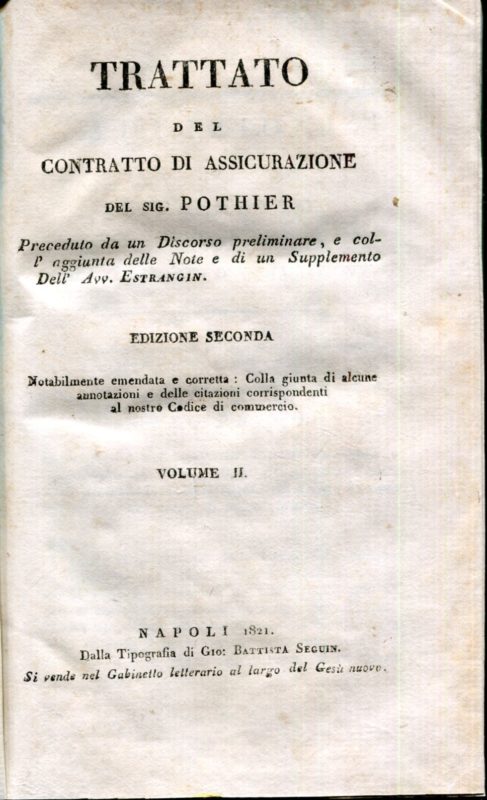 TRATTATO
DEL
CONTRATTO DI ASSICURAZIONE
DEL SIG. POTHIER
Preceduto da un Discorso preliminare, e col-
l' aggiunta delle Note e di un Supplemento
Dell' Avv. ESTRANGIN.
EDIZIONE SECONDA
Notabilmente emendata e corretta: Colla giunta di alcune
annotazioni e delle citazioni corrispondenti
al nostro Codice di commercio.
VOLUME II.
NAPOLI 1821.
Dalla Tipografia di GIO: BATTISTA SEGUIN.
Si vende nel Gabinetto letterario al largo del Gesù nuovo.